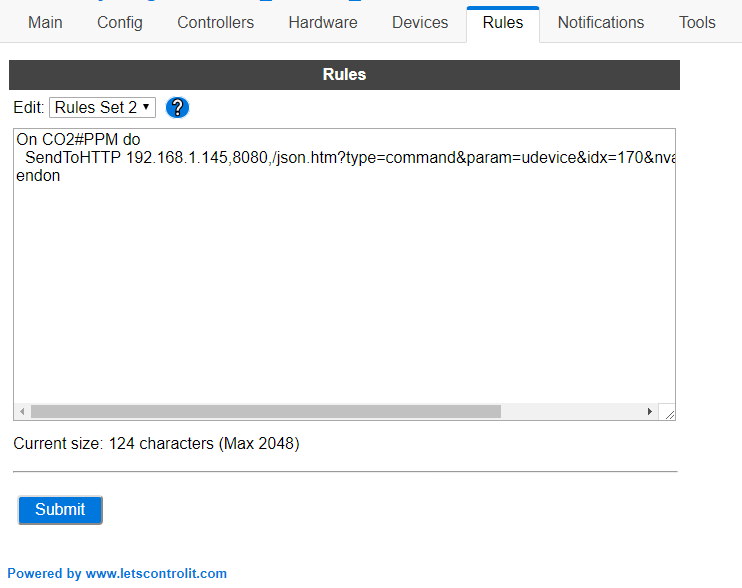 Main Config Controllers Hardware Devices Rules Notifications Tools
Rules
Edit: Rules Set 2 ?
On CO2#PPM do
SendToHTTP 192.168.1.145,8080,/json.htm?type=command&param=udevice&idx=170&nva
endon
Current size: 124 characters (Max 2048)
Submit
Powered by www.letscontrolit.com